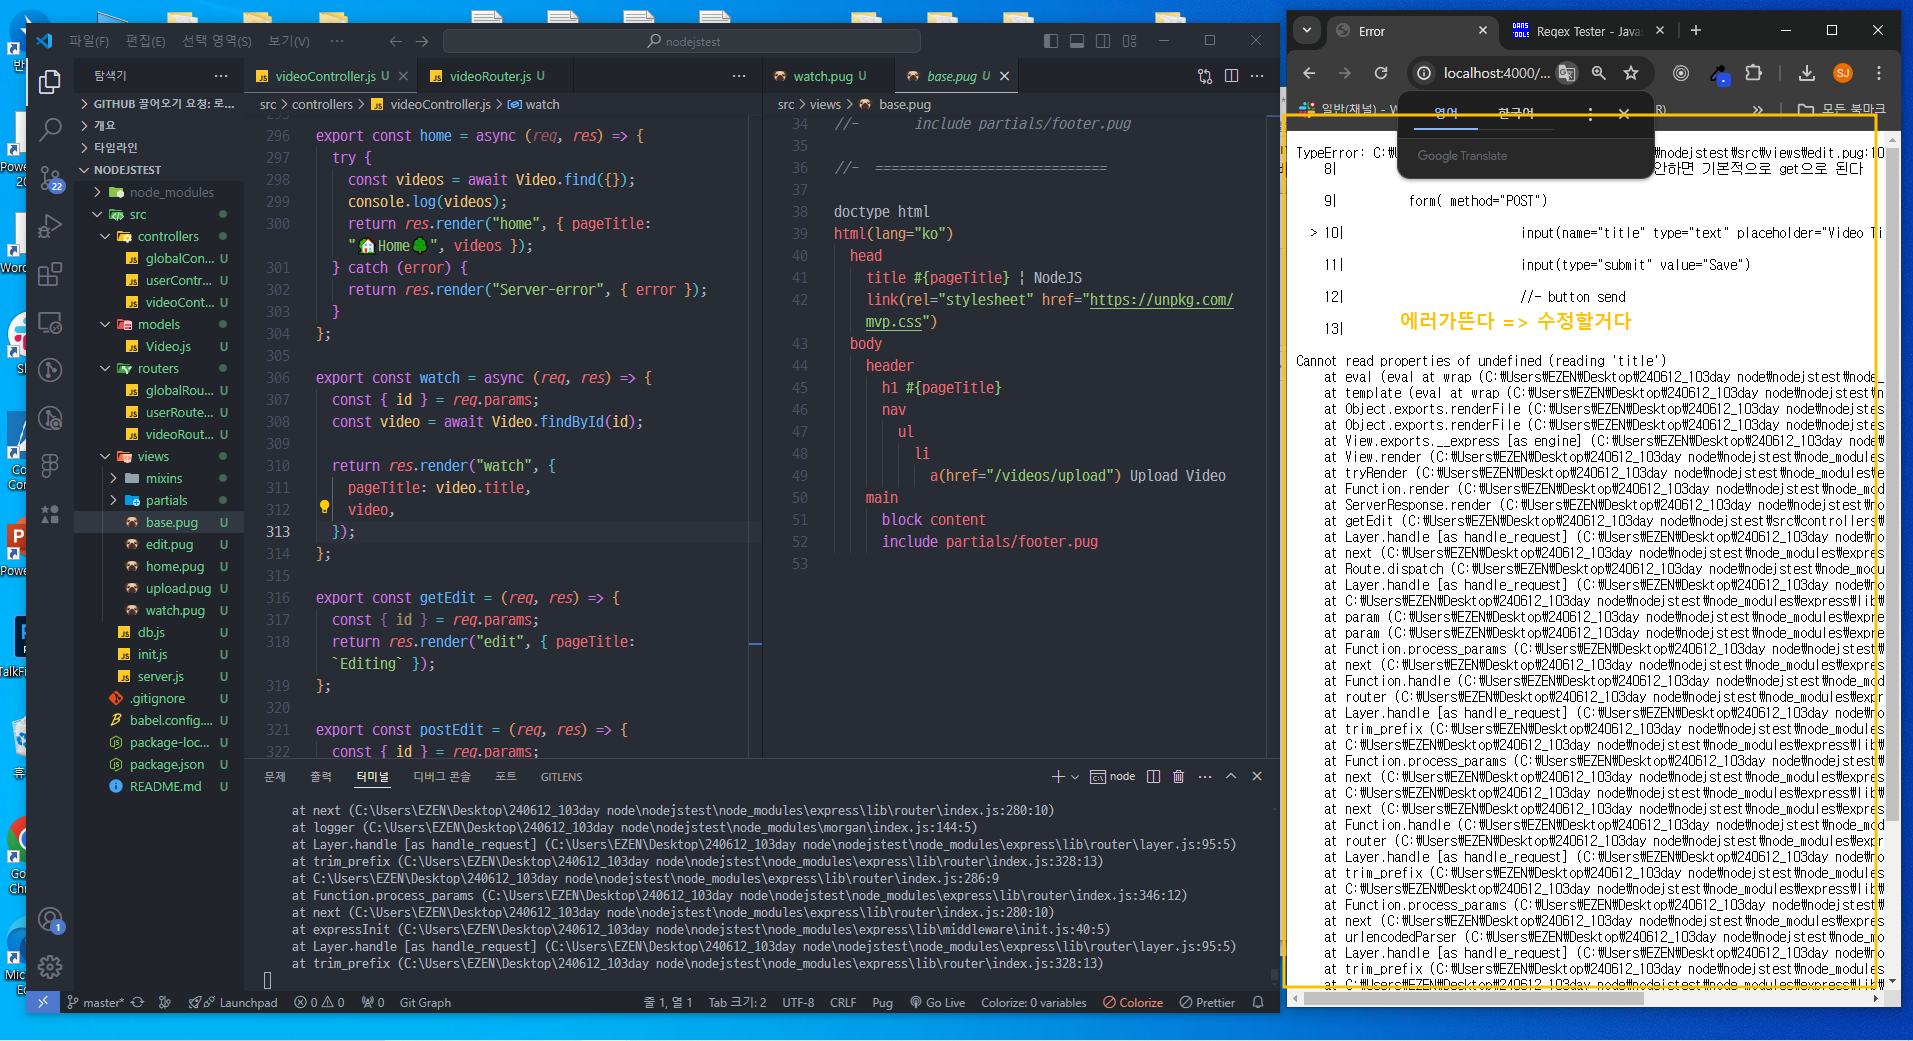 파일(F) 편집(E) 선택 영역(S) 보기(V) ··· nodejstest
탐색기 ···
GITHUB 끌어오기 요청: 로...
개요
타임라인
NODEJSTEST
node_modules
src
controllers
globalCon... U
userContr... U
videoCont... U
models
Video.js U
routers
globalRou... U
userRoute... U
videoRout... U
views
mixins
partials
base.pug U
edit.pug U
home.pug U
upload.pug U
watch.pug U
db.js U
init.js U
server.js U
.gitignore U
babel.config.... U
package-loc... U
package.json U
README.md U
22
1
videoController.js U videoRouter.js U ···
src > controllers > videoController.js > watch
296 export const home = async (req, res) => {
297 try {
298 const videos = await Video.find({});
299 console.log(videos);
300 return res.render("home", { pageTitle:
"🏠Home🌳", videos });
301 } catch (error) {
302 return res.render("Server-error", { error });
303 }
304 };
305
306 export const watch = async (req, res) => {
307 const { id } = req.params;
308 const video = await Video.findById(id);
309
310 return res.render("watch", {
311 pageTitle: video.title,
312 video,
313 });
314 };
315
316 export const getEdit = (req, res) => {
317 const { id } = req.params;
318 return res.render("edit", { pageTitle:
`Editing` });
319 };
320
321 export const postEdit = (req, res) => {
322 const { id } = req.params;
watch.pug U base.pug U ···
src > views > base.pug
34 //- include partials/footer.pug
35
36 //- =============================
37
38 doctype html
39 html(lang="ko")
40 head
41 title #{pageTitle} ¦ NodeJS
42 link(rel="stylesheet" href="https://unpkg.com/
mvp.css")
43 body
44 header
45 h1 #{pageTitle}
46 nav
47 ul
48 li
49 a(href="/videos/upload") Upload Video
50 main
51 block content
52 include partials/footer.pug
53
문제 출력 터미널 디버그 콘솔 포트 GITLENS node
at next (C:\Users\EZEN\Desktop\240612_103day node\nodejstest\node_modules\express\lib\router\index.js:280:10)
at logger (C:\Users\EZEN\Desktop\240612_103day node\nodejstest\node_modules\morgan\index.js:144:5)
at Layer.handle [as handle_request] (C:\Users\EZEN\Desktop\240612_103day node\nodejstest\node_modules\express\lib\router\layer.js:95:5)
at trim_prefix (C:\Users\EZEN\Desktop\240612_103day node\nodejstest\node_modules\express\lib\router\index.js:328:13)
at C:\Users\EZEN\Desktop\240612_103day node\nodejstest\node_modules\express\lib\router\index.js:286:9
at Function.process_params (C:\Users\EZEN\Desktop\240612_103day node\nodejstest\node_modules\express\lib\router\index.js:346:12)
at next (C:\Users\EZEN\Desktop\240612_103day node\nodejstest\node_modules\express\lib\router\index.js:280:10)
at expressInit (C:\Users\EZEN\Desktop\240612_103day node\nodejstest\node_modules\express\lib\middleware\init.js:40:5)
at Layer.handle [as handle_request] (C:\Users\EZEN\Desktop\240612_103day node\nodejstest\node_modules\express\lib\router\layer.js:95:5)
at trim_prefix (C:\Users\EZEN\Desktop\240612_103day node\nodejstest\node_modules\express\lib\router\index.js:328:13)
master* Launchpad 0 0 0 Git Graph 줄 1, 열 1 Tab 크기: 2 UTF-8 CRLF Pug Go Live Colorize: 0 variables Colorize Prettier
Error Regex Tester - Javas
localhost:4000/... SJ
일반(채널) - W 모든 북마크
영어 한국어
Google Translate
TypeError: C:₩ ₩nodejstest₩src₩views₩edit.pug:10
8| 안하면 기본적으로 get으로 된다
9| form( method="POST")
> 10| input(name="title" type="text" placeholder="Video Ti
11| input(type="submit" value="Save")
12| //- button send
에러가뜬다 => 수정할거다
13|
Cannot read properties of undefined (reading 'title')
at eval (eval at wrap (C:₩Users₩EZEN₩Desktop₩240612_103day node₩nodejstest₩node_
at template (eval at wrap (C:₩Users₩EZEN₩Desktop₩240612_103day node₩nodejstest₩n
at Object.exports.renderFile (C:₩Users₩EZEN₩Desktop₩240612_103day node₩nodejstes
at Object.exports.renderFile (C:₩Users₩EZEN₩Desktop₩240612_103day node₩nodejstes
at View.exports.__express [as engine] (C:₩Users₩EZEN₩Desktop₩240612_103day node₩
at View.render (C:₩Users₩EZEN₩Desktop₩240612_103day node₩nodejstest₩node_modules
at tryRender (C:₩Users₩EZEN₩Desktop₩240612_103day node₩nodejstest₩node_modules₩e
at Function.render (C:₩Users₩EZEN₩Desktop₩240612_103day node₩nodejstest₩node_mod
at ServerResponse.render (C:₩Users₩EZEN₩Desktop₩240612_103day node₩nodejstest₩no
at getEdit (C:₩Users₩EZEN₩Desktop₩240612_103day node₩nodejstest₩src₩controllers₩
at Layer.handle [as handle_request] (C:₩Users₩EZEN₩Desktop₩240612_103day node₩no
at next (C:₩Users₩EZEN₩Desktop₩240612_103day node₩nodejstest₩node_modules₩expres
at Route.dispatch (C:₩Users₩EZEN₩Desktop₩240612_103day node₩nodejstest₩node_modu
at Layer.handle [as handle_request] (C:₩Users₩EZEN₩Desktop₩240612_103day node₩no
at C:₩Users₩EZEN₩Desktop₩240612_103day node₩nodejstest₩node_modules₩express₩lib₩
at param (C:₩Users₩EZEN₩Desktop₩240612_103day node₩nodejstest₩node_modules₩expre
at param (C:₩Users₩EZEN₩Desktop₩240612_103day node₩nodejstest₩node_modules₩expre
at Function.process_params (C:₩Users₩EZEN₩Desktop₩240612_103day node₩nodejstest₩
at next (C:₩Users₩EZEN₩Desktop₩240612_103day node₩nodejstest₩node_modules₩expres
at Function.handle (C:₩Users₩EZEN₩Desktop₩240612_103day node₩nodejstest₩node_mod
at router (C:₩Users₩EZEN₩Desktop₩240612_103day node₩nodejstest₩node_modules₩expr
at Layer.handle [as handle_request] (C:₩Users₩EZEN₩Desktop₩240612_103day node₩no
at trim_prefix (C:₩Users₩EZEN₩Desktop₩240612_103day node₩nodejstest₩node_modules
at C:₩Users₩EZEN₩Desktop₩240612_103day node₩nodejstest₩node_modules₩express₩lib₩
at Function.process_params (C:₩Users₩EZEN₩Desktop₩240612_103day node₩nodejstest₩
at next (C:₩Users₩EZEN₩Desktop₩240612_103day node₩nodejstest₩node_modules₩expres
at C:₩Users₩EZEN₩Desktop₩240612_103day node₩nodejstest₩node_modules₩express₩lib₩
at next (C:₩Users₩EZEN₩Desktop₩240612_103day node₩nodejstest₩node_modules₩expres
at Function.handle (C:₩Users₩EZEN₩Desktop₩240612_103day node₩nodejstest₩node_mod
at router (C:₩Users₩EZEN₩Desktop₩240612_103day node₩nodejstest₩node_modules₩expr
at Layer.handle [as handle_request] (C:₩Users₩EZEN₩Desktop₩240612_103day node₩no
at trim_prefix (C:₩Users₩EZEN₩Desktop₩240612_103day node₩nodejstest₩node_modules
at C:₩Users₩EZEN₩Desktop₩240612_103day node₩nodejstest₩node_modules₩express₩lib₩
at Function.process_params (C:₩Users₩EZEN₩Desktop₩240612_103day node₩nodejstest₩
at next (C:₩Users₩EZEN₩Desktop₩240612_103day node₩nodejstest₩node_modules₩expres
at urlencodedParser (C:₩Users₩EZEN₩Desktop₩240612_103day node₩nodejstest₩node_mo
at Layer.handle [as handle_request] (C:₩Users₩EZEN₩Desktop₩240612_103day node₩no
at trim_prefix (C:₩Users₩EZEN₩Desktop₩240612_103day node₩nodejstest₩node_modules